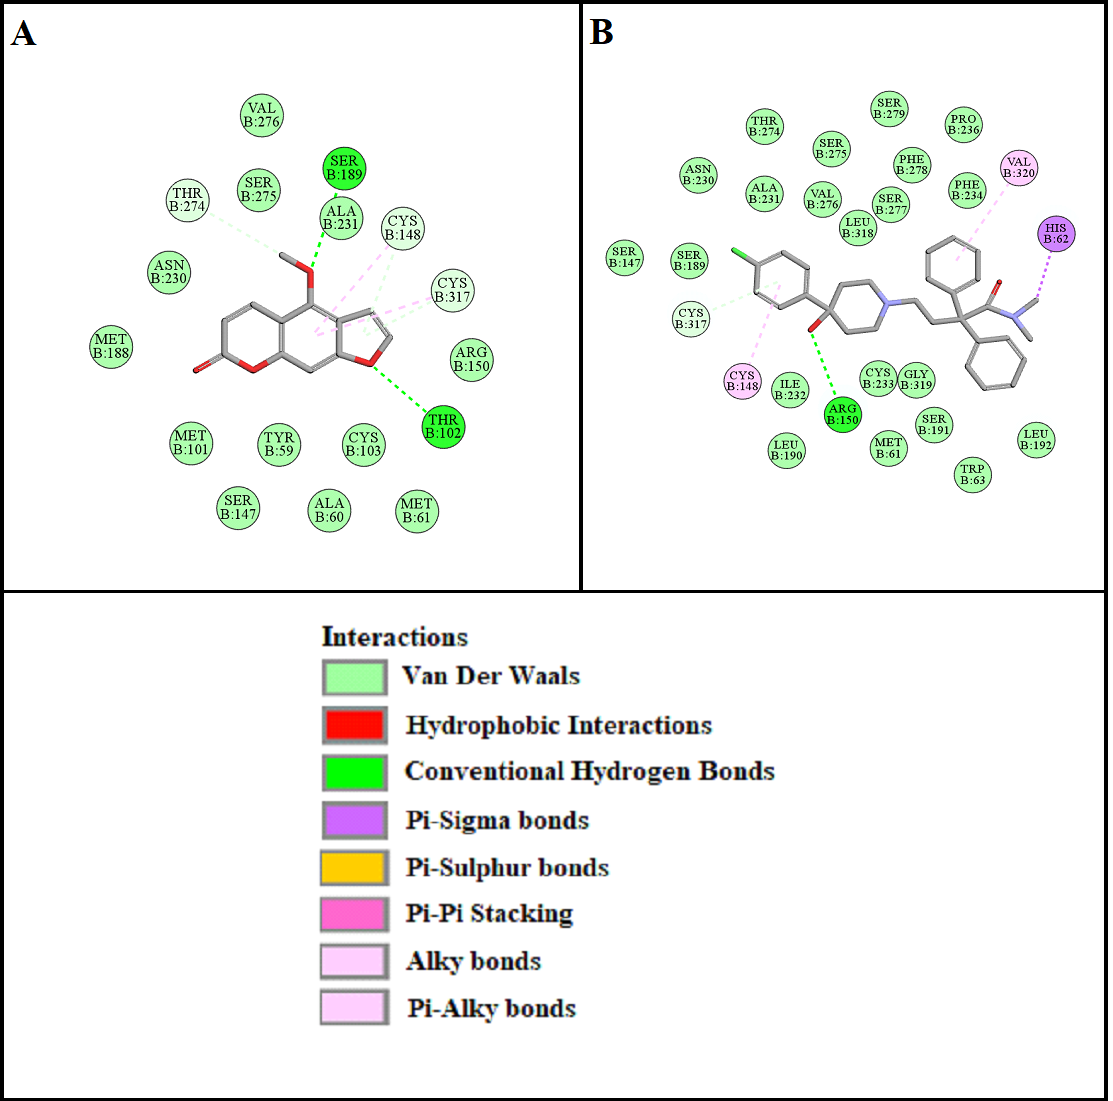 A
VAL
B:276
SER
B:189
THR
B:274
SER
B:275
ALA
B:231
CYS
B:148
ASN
B:230
CYS
B:317
MET
B:188
ARG
B:150
THR
B:102
MET
B:101
TYR
B:59
CYS
B:103
SER
B:147
ALA
B:60
MET
B:61
B
SER
B:279
THR
B:274
PRO
B:236
SER
B:275
PHE
B:278
VAL
B:320
ASN
B:230
ALA
B:231
VAL
B:276
SER
B:277
PHE
B:234
LEU
B:318
HIS
B:62
SER
B:147
SER
B:189
CYS
B:317
CYS
B:148
ILE
B:232
CYS
B:233
GLY
B:319
ARG
B:150
SER
B:191
LEU
B:190
MET
B:61
LEU
B:192
TRP
B:63
Interactions
Van Der Waals
Hydrophobic Interactions
Conventional Hydrogen Bonds
Pi-Sigma bonds
Pi-Sulphur bonds
Pi-Pi Stacking
Alky bonds
Pi-Alky bonds